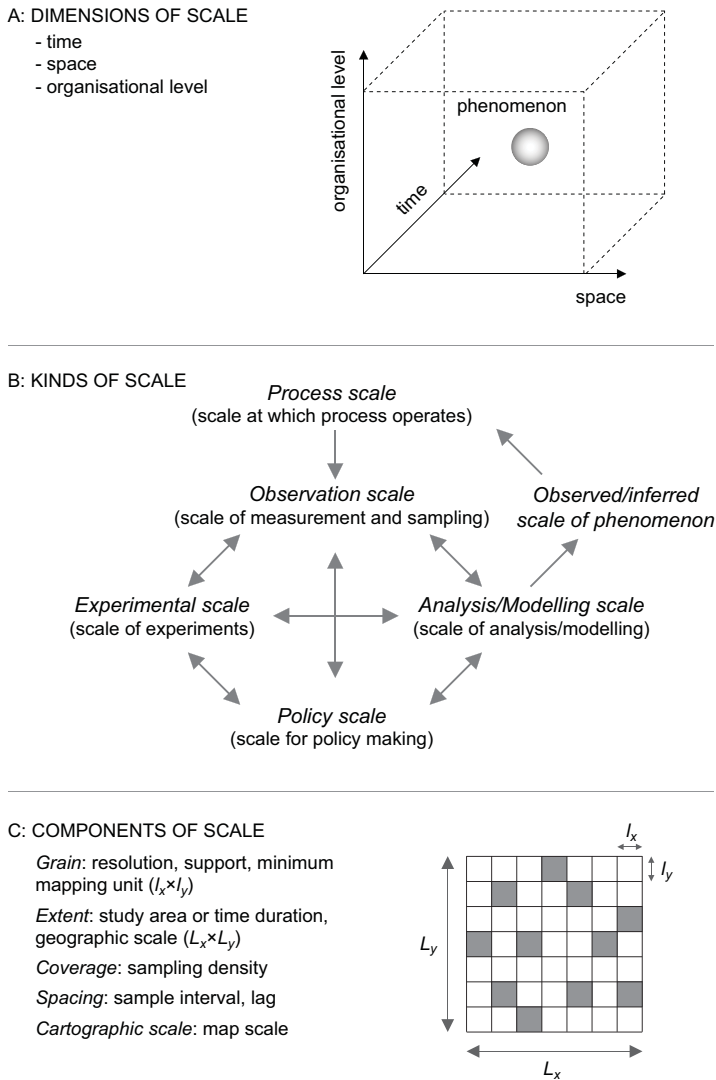 A: DIMENSIONS OF SCALE
- time
- space
- organisational level
organisational level
phenomenon
time
space
B: KINDS OF SCALE
Process scale
(scale at which process operates)
Observation scale
(scale of measurement and sampling)
Observed/inferred
scale of phenomenon
Experimental scale
(scale of experiments)
Analysis/Modelling scale
(scale of analysis/modelling)
Policy scale
(scale for policy making)
C: COMPONENTS OF SCALE
Grain: resolution, support, minimum
mapping unit (lx×ly)
Extent: study area or time duration,
geographic scale (Lx×Ly)
Coverage: sampling density
Spacing: sample interval, lag
Cartographic scale: map scale
lx
ly
Ly
Lx